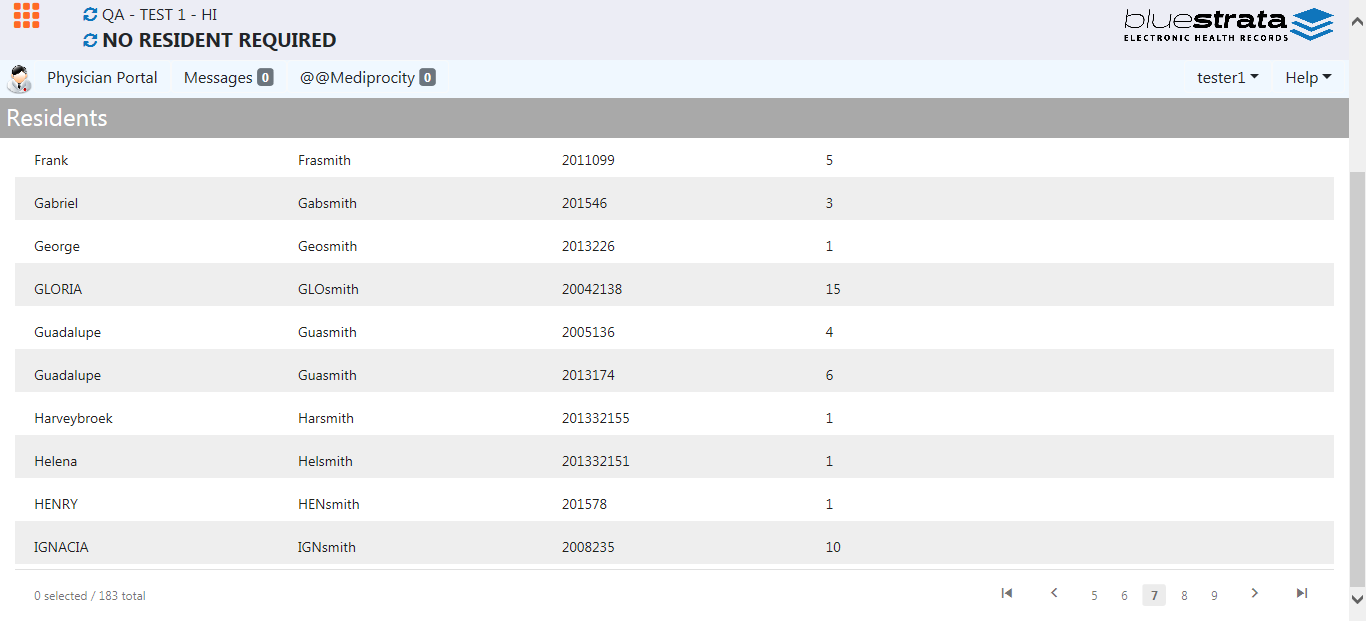 QA - TEST 1 - HI
NO RESIDENT REQUIRED
bluestrata
ELECTRONIC HEALTH RECORDS
Physician Portal Messages 0 @@Mediprocity 0 tester1 Help
Residents
Frank Frasmith 2011099 5
Gabriel Gabsmith 201546 3
George Geosmith 2013226 1
GLORIA GLOsmith 20042138 15
Guadalupe Guasmith 2005136 4
Guadalupe Guasmith 2013174 6
Harveybroek Harsmith 201332155 1
Helena Helsmith 201332151 1
HENRY HENsmith 201578 1
IGNACIA IGNsmith 2008235 10
0 selected / 183 total 5 6 7 8 9